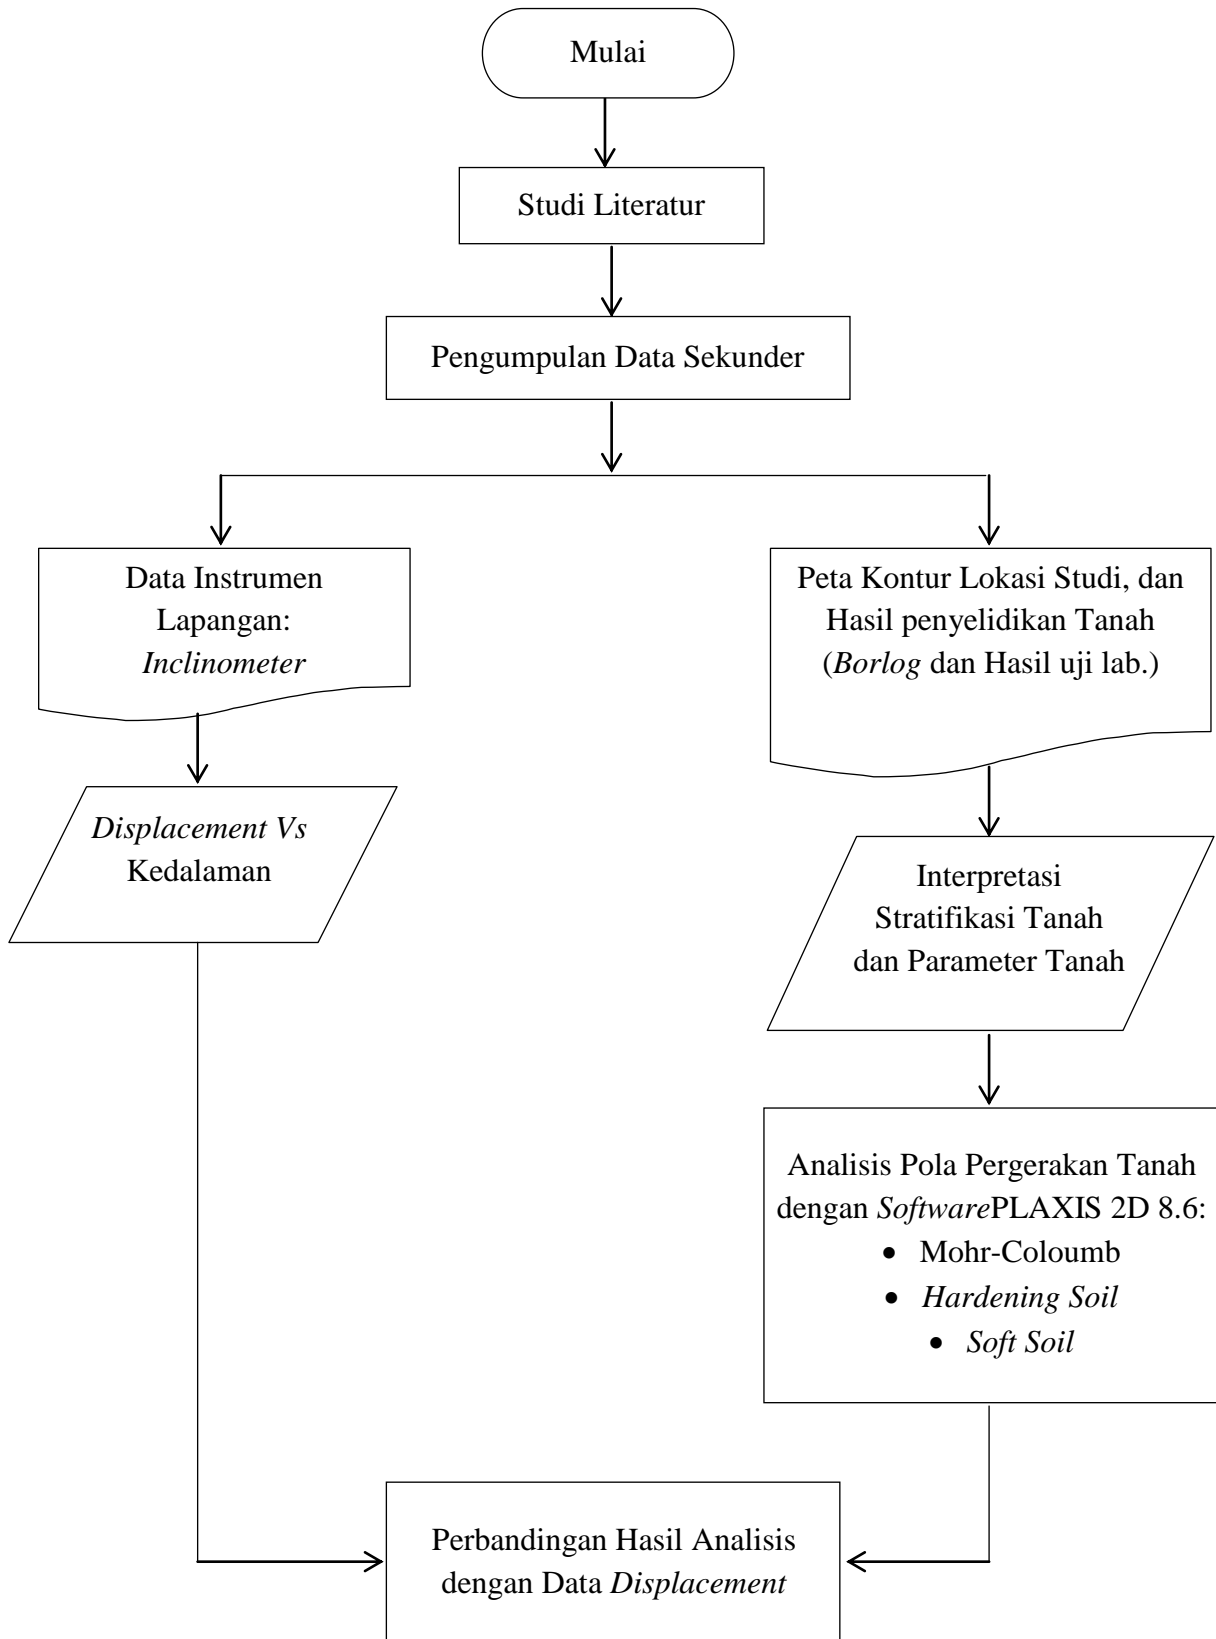 Mulai
Studi Literatur
Pengumpulan Data Sekunder
Data Instrumen
Lapangan:
Inclinometer
Displacement Vs
Kedalaman
Peta Kontur Lokasi Studi, dan
Hasil penyelidikan Tanah
(Borlog dan Hasil uji lab.)
Interpretasi
Stratifikasi Tanah
dan Parameter Tanah
Analisis Pola Pergerakan Tanah
dengan SoftwarePLAXIS 2D 8.6:
• Mohr-Coloumb
• Hardening Soil
• Soft Soil
Perbandingan Hasil Analisis
dengan Data Displacement